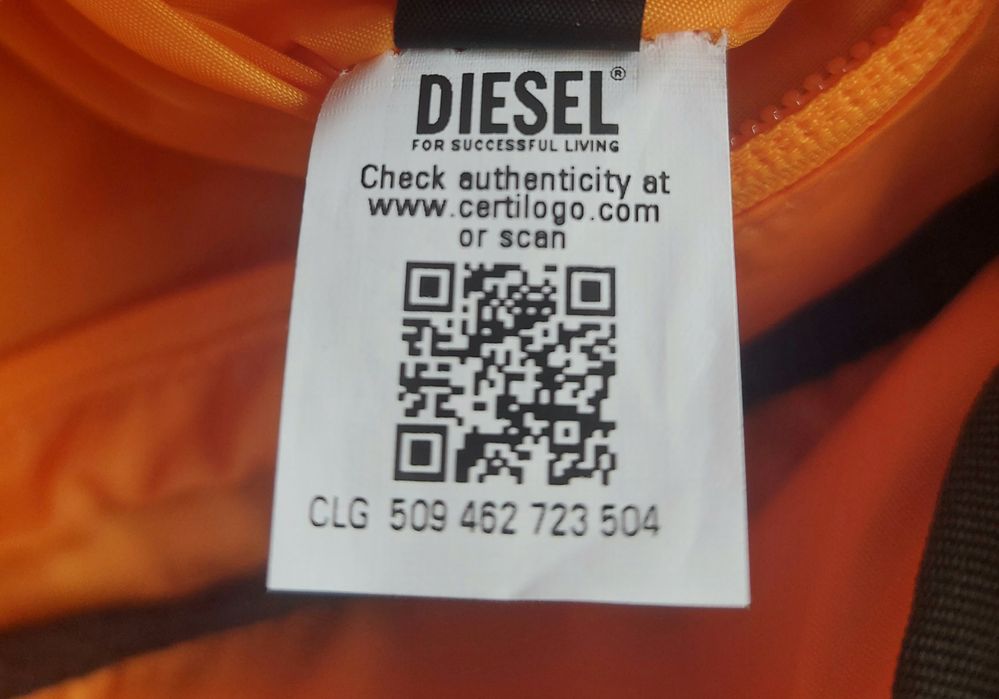 DIESEL®
FOR SUCCESSFUL LIVING
Check authenticity at
www.certilogo.com
or scan
CLG 509 462 723 504